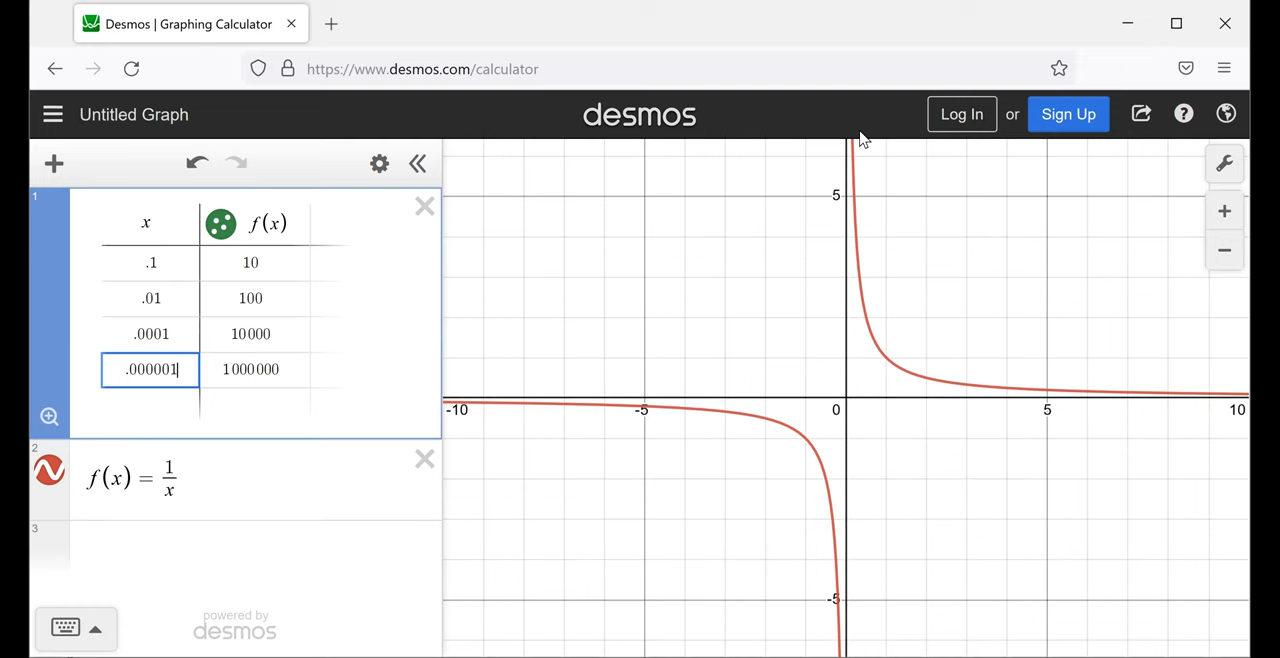 Desmos | Graphing Calculator
https://www.desmos.com/calculator
Untitled Graph
desmos
Log In or Sign Up
1
x f(x)
.1 10
.01 100
.0001 10000
.000001 1000000
2
f(x) = 1/x
3
powered by
desmos
5
-10 -5 0 5 10
-5